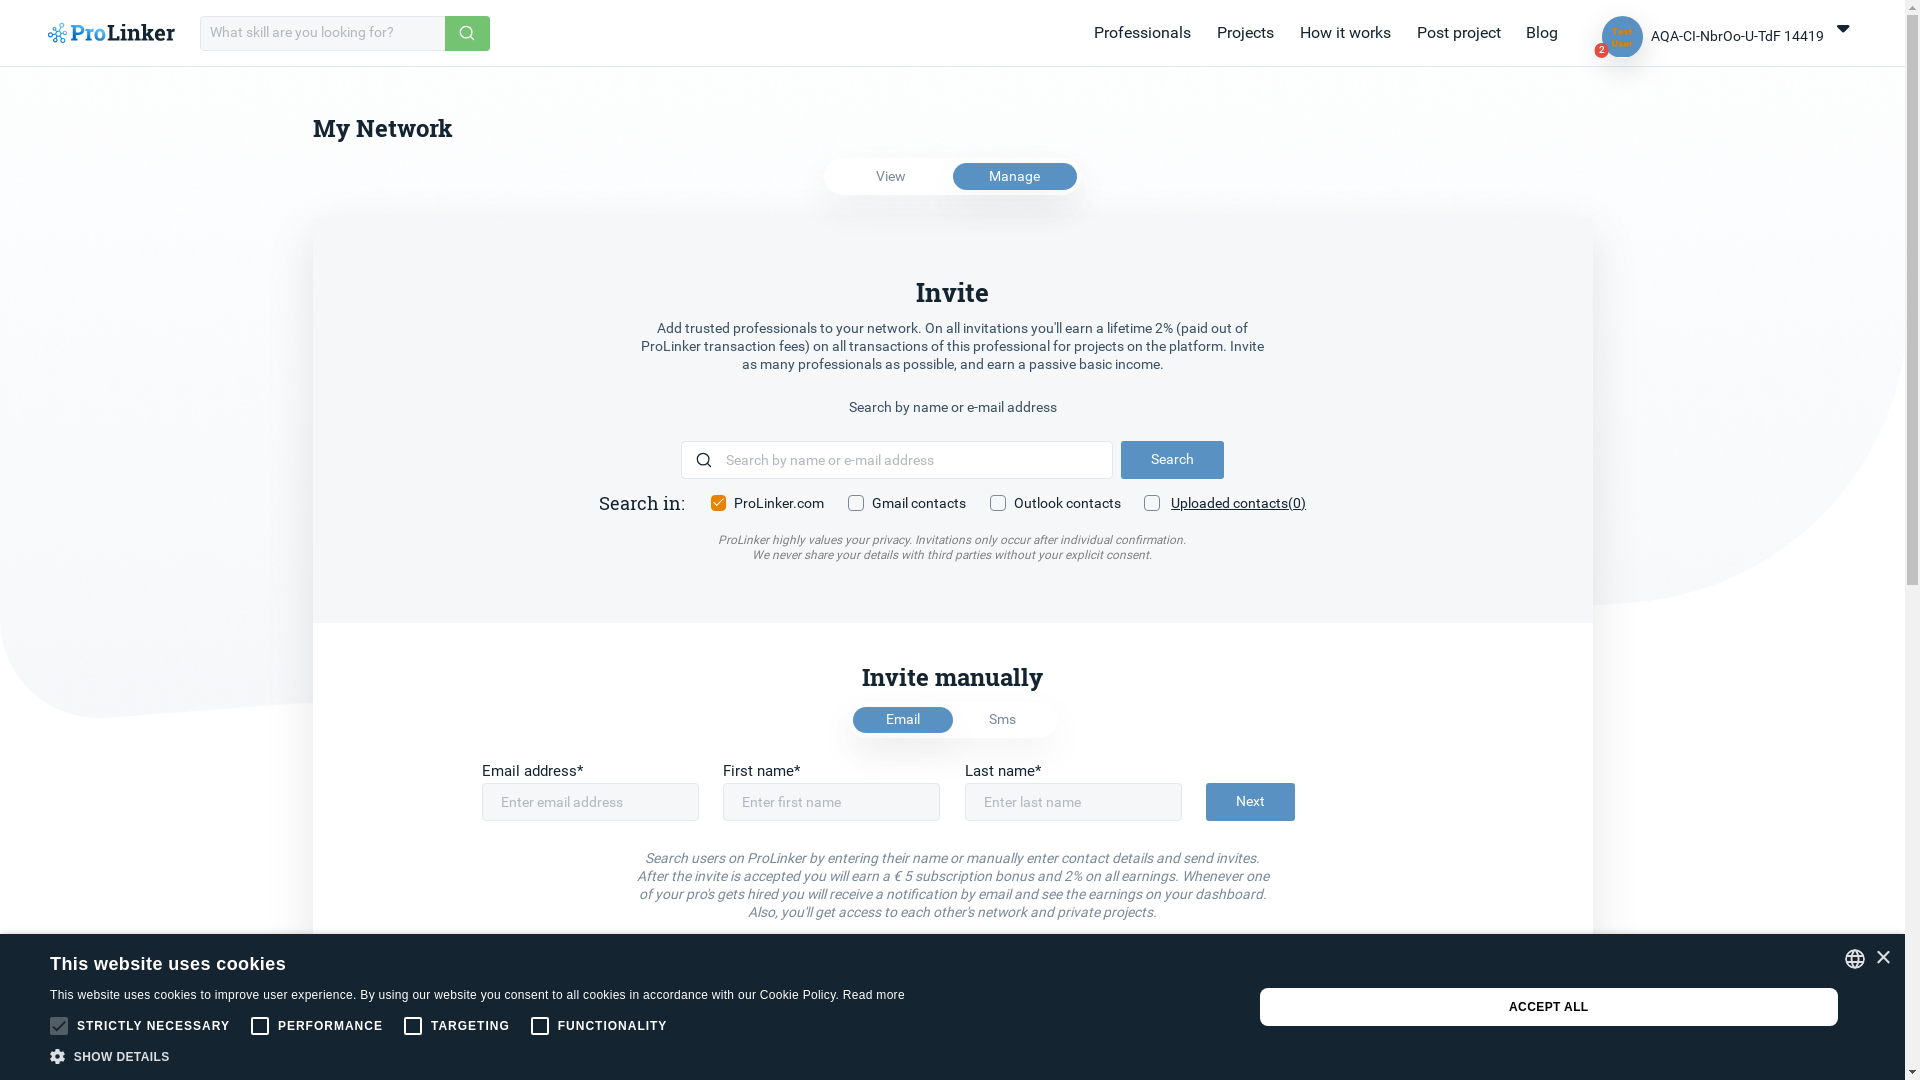 ProLinker
What skill are you looking for?
Professionals
Projects
How it works
Post project
Blog
2
AQA-CI-NbrOo-U-TdF 14419
My Network
View
Manage
Invite
Add trusted professionals to your network. On all invitations you'll earn a lifetime 2% (paid out of
ProLinker transaction fees) on all transactions of this professional for projects on the platform. Invite
as many professionals as possible, and earn a passive basic income.
Search by name or e-mail address
Search by name or e-mail address
Search
Search in:
ProLinker.com
Gmail contacts
Outlook contacts
Uploaded contacts(0)
ProLinker highly values your privacy. Invitations only occur after individual confirmation.
We never share your details with third parties without your explicit consent.
Invite manually
Email
Sms
Email address*
First name*
Last name*
Enter email address
Enter first name
Enter last name
Next
Search users on ProLinker by entering their name or manually enter contact details and send invites.
After the invite is accepted you will earn a € 5 subscription bonus and 2% on all earnings. Whenever one
of your pro's gets hired you will receive a notification by email and see the earnings on your dashboard.
Also, you'll get access to each other's network and private projects.
This website uses cookies
This website uses cookies to improve user experience. By using our website you consent to all cookies in accordance with our Cookie Policy. Read more
STRICTLY NECESSARY
PERFORMANCE
TARGETING
FUNCTIONALITY
SHOW DETAILS
ACCEPT ALL